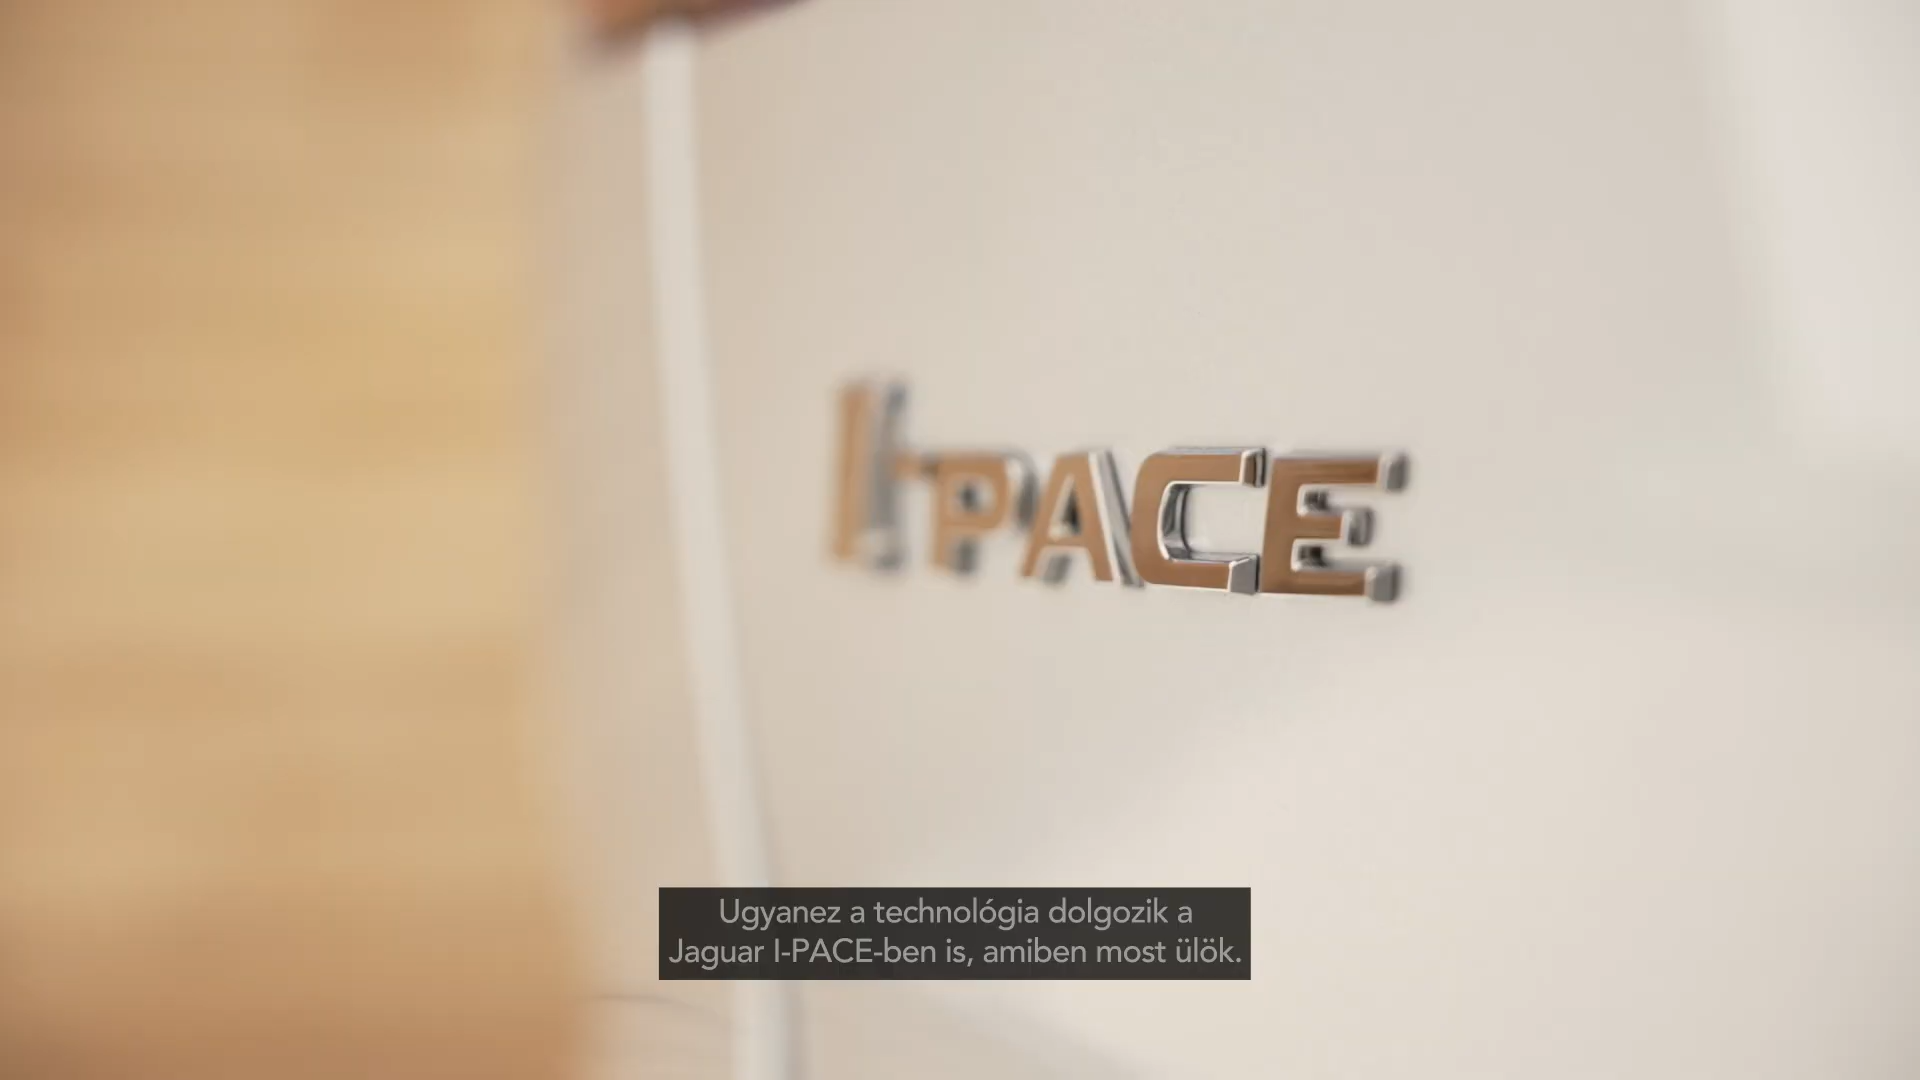 I-PACE
Ugyanez a technológia dolgozik a
Jaguar I-PACE-ben is, amiben most ülök.